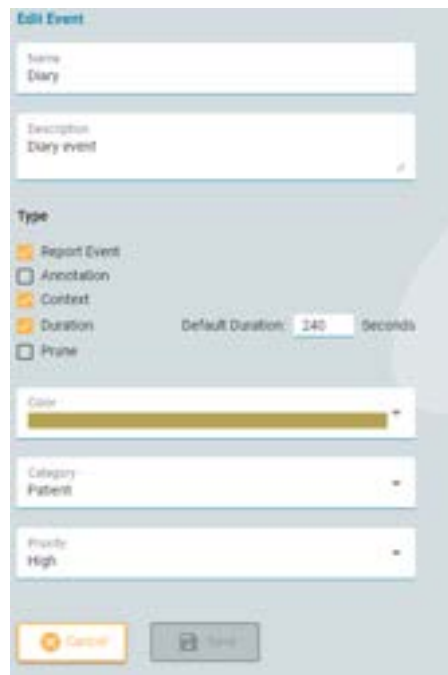 Edit Event
Name
Diary
Description
Diary event
Type
Report Event
Annotation
Context
Duration Default Duration: 240 Seconds
Prune
Color
Category
Patient
Priority
High
Cancel Save